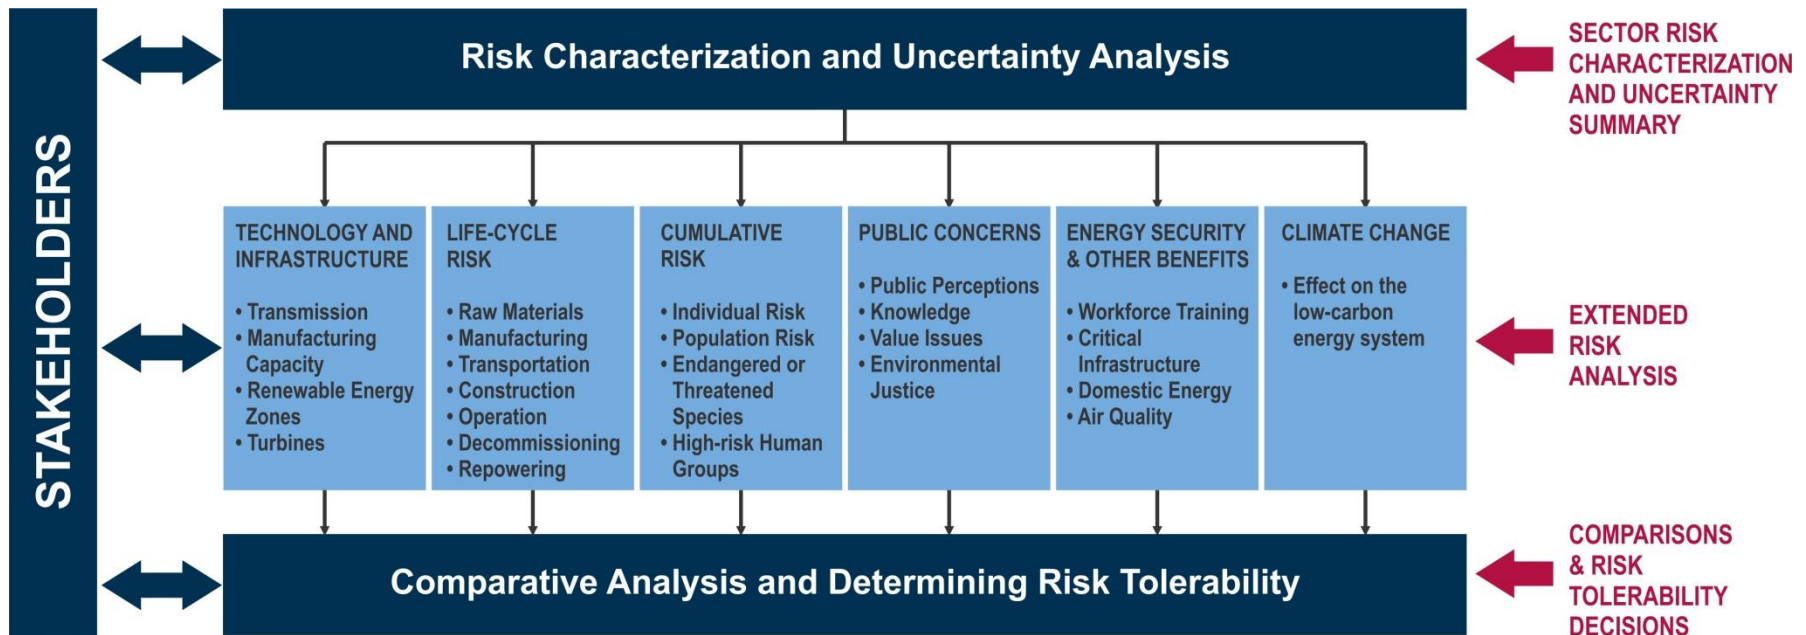 STAKEHOLDERS
Risk Characterization and Uncertainty Analysis
SECTOR RISK
CHARACTERIZATION
AND UNCERTAINTY
SUMMARY
TECHNOLOGY AND
INFRASTRUCTURE
• Transmission
• Manufacturing
Capacity
• Renewable Energy
Zones
• Turbines
LIFE-CYCLE
RISK
• Raw Materials
• Manufacturing
• Transportation
• Construction
• Operation
• Decommissioning
• Repowering
CUMULATIVE
RISK
• Individual Risk
• Population Risk
• Endangered or
Threatened
Species
• High-risk Human
Groups
PUBLIC CONCERNS
• Public Perceptions
• Knowledge
• Value Issues
• Environmental
Justice
ENERGY SECURITY
& OTHER BENEFITS
• Workforce Training
• Critical
Infrastructure
• Domestic Energy
• Air Quality
CLIMATE CHANGE
• Effect on the
low-carbon
energy system
EXTENDED
RISK
ANALYSIS
Comparative Analysis and Determining Risk Tolerability
COMPARISONS
& RISK
TOLERABILITY
DECISIONS